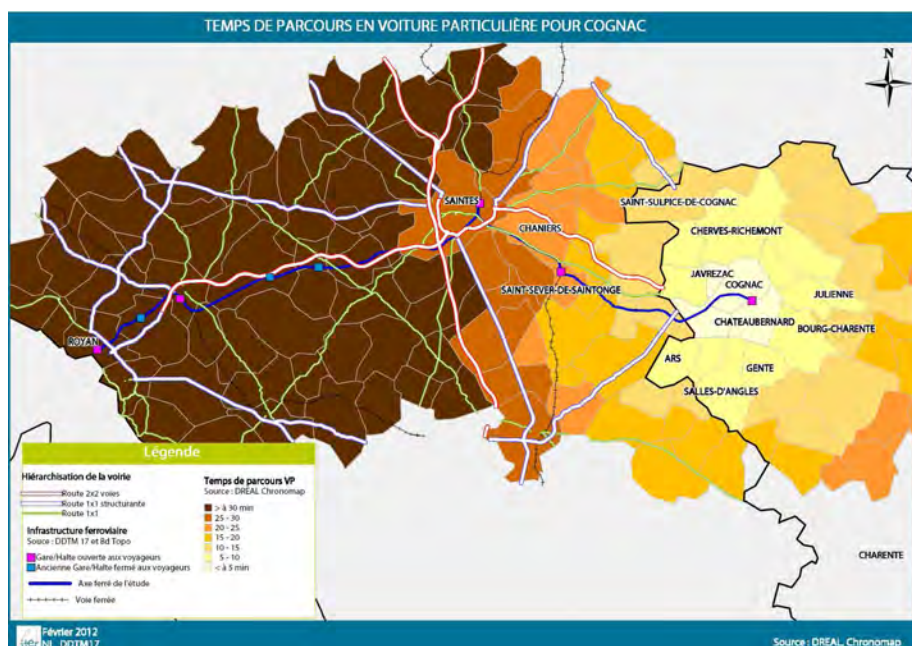 TEMPS DE PARCOURS EN VOITURE PARTICULIÈRE POUR COGNAC
N
SAINTES
SAINT-SULPICE-DE-COGNAC
CHANIERS
CHERVES-RICHEMONT
JAVREZAC
COGNAC
SAINT-SEVER-DE-SAINTONGE
JULIENNE
CHATEAUBERNARD
BOURG-CHARENTE
ROYAN
ARS
GENTE
SALLES-D'ANGLES
CHARENTE
Légende
Hiérarchisation de la voirie
Route 2x2 voies
Route 1x1 structurante
Route 1x1
Infrastructure ferroviaire
Souce : DDTM 17 et Bd Topo
Gare/Halte ouverte aux voyageurs
Ancienne Gare/Halte fermé aux voyageurs
Axe ferré de l'étude
Voie ferrée
Temps de parcours VP
Source : DREAL Chronomap
> à 30 min
25 - 30
20 - 25
15 - 20
10 - 15
5 - 10
< à 5 min
Février 2012
NL DDTM17
Source : DREAL, Chronomap